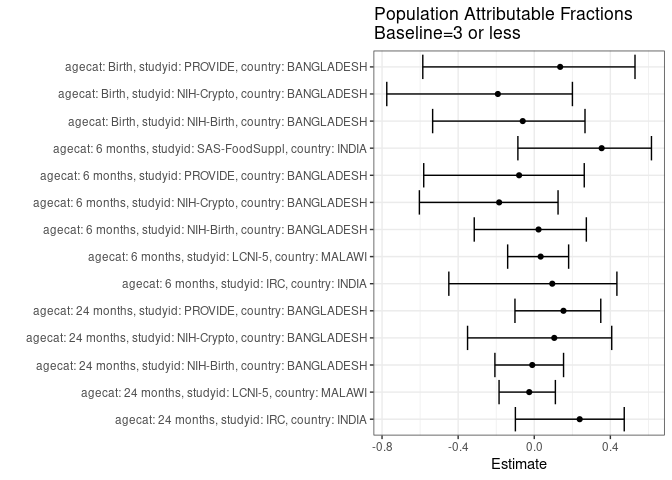 Population Attributable Fractions
Baseline=3 or less
agecat: Birth, studyid: PROVIDE, country: BANGLADESH
agecat: Birth, studyid: NIH-Crypto, country: BANGLADESH
agecat: Birth, studyid: NIH-Birth, country: BANGLADESH
agecat: 6 months, studyid: SAS-FoodSuppl, country: INDIA
agecat: 6 months, studyid: PROVIDE, country: BANGLADESH
agecat: 6 months, studyid: NIH-Crypto, country: BANGLADESH
agecat: 6 months, studyid: NIH-Birth, country: BANGLADESH
agecat: 6 months, studyid: LCNI-5, country: MALAWI
agecat: 6 months, studyid: IRC, country: INDIA
agecat: 24 months, studyid: PROVIDE, country: BANGLADESH
agecat: 24 months, studyid: NIH-Crypto, country: BANGLADESH
agecat: 24 months, studyid: NIH-Birth, country: BANGLADESH
agecat: 24 months, studyid: LCNI-5, country: MALAWI
agecat: 24 months, studyid: IRC, country: INDIA
-0.8 -0.4 0.0 0.4
Estimate